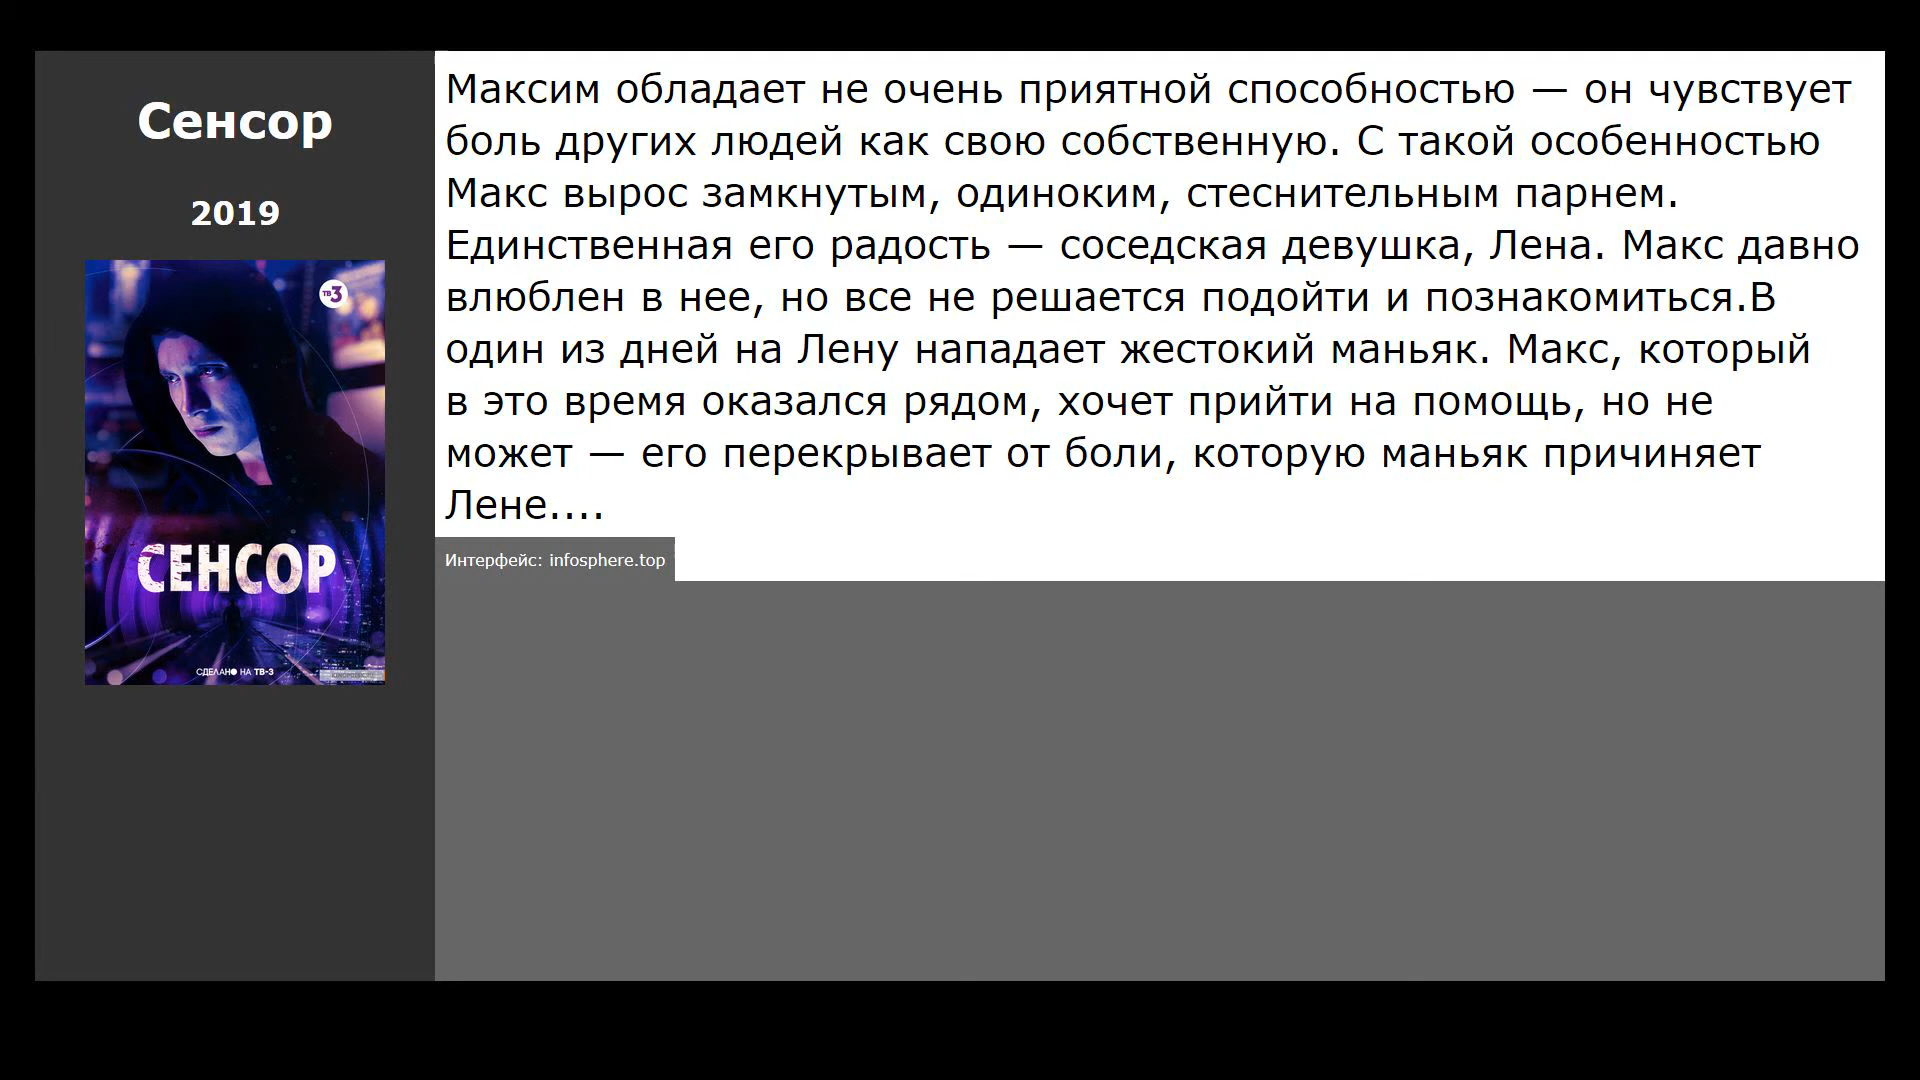 Сенсор
2019
ТВ3
СЕНСОР
СДЕЛАНО НА ТВ-3
Максим обладает не очень приятной способностью — он чувствует
боль других людей как свою собственную. С такой особенностью
Макс вырос замкнутым, одиноким, стеснительным парнем.
Единственная его радость — соседская девушка, Лена. Макс давно
влюблен в нее, но все не решается подойти и познакомиться.В
один из дней на Лену нападает жестокий маньяк. Макс, который
в это время оказался рядом, хочет прийти на помощь, но не
может — его перекрывает от боли, которую маньяк причиняет
Лене....
Интерфейс: infosphere.top